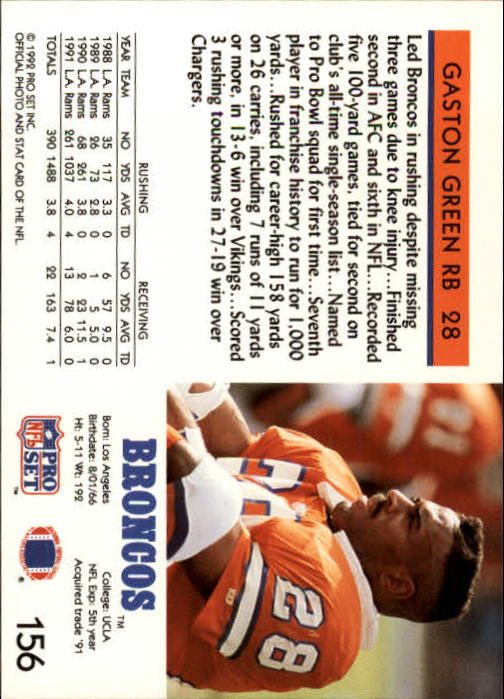 GASTON GREEN RB 28
Led Broncos in rushing despite missing
three games due to knee injury...Finished
second in AFC and sixth in NFL...Recorded
five 100-yard games, tied for second on
club's all-time single-season list...Named
to Pro Bowl squad for first time...Seventh
player in franchise history to run for 1,000
yards...Rushed for career-high 158 yards
on 26 carries, including 7 runs of 11 yards
or more, in 13-6 win over Vikings...Scored
3 rushing touchdowns in 27-19 win over
Chargers.
RUSHING RECEIVING
YEAR TEAM NO YDS AVG TD NO YDS AVG TD
1988 L.A. Rams 35 117 3.3 0 6 57 9.5 0
1989 L.A. Rams 26 73 2.8 0 1 5 5.0 0
1990 L.A. Rams 68 261 3.8 0 2 23 11.5 1
1991 L.A. Rams 261 1037 4.0 4 13 78 6.0 0
TOTALS 390 1488 3.8 4 22 163 7.4 1
© 1992 PRO SET INC.
OFFICIAL PHOTO AND STAT CARD OF THE NFL.
28
BRONCOS™
Born: Los Angeles College: UCLA
Birthdate: 8/01/66 NFL Exp: 5th year
Ht: 5-11 Wt: 192 Acquired trade '91
PRO
NFL SET
™
®
156